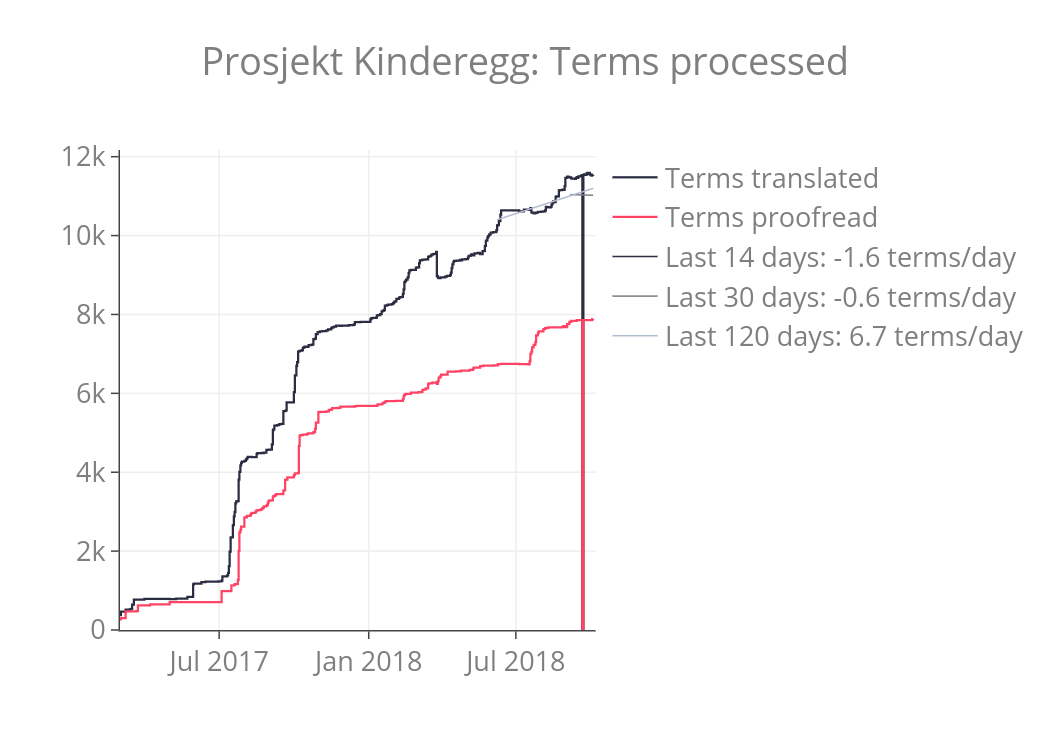 Prosjekt Kinderegg: Terms processed
12k
10k
8k
6k
4k
2k
0
Jul 2017
Jan 2018
Jul 2018
Terms translated
Terms proofread
Last 14 days: -1.6 terms/day
Last 30 days: -0.6 terms/day
Last 120 days: 6.7 terms/day